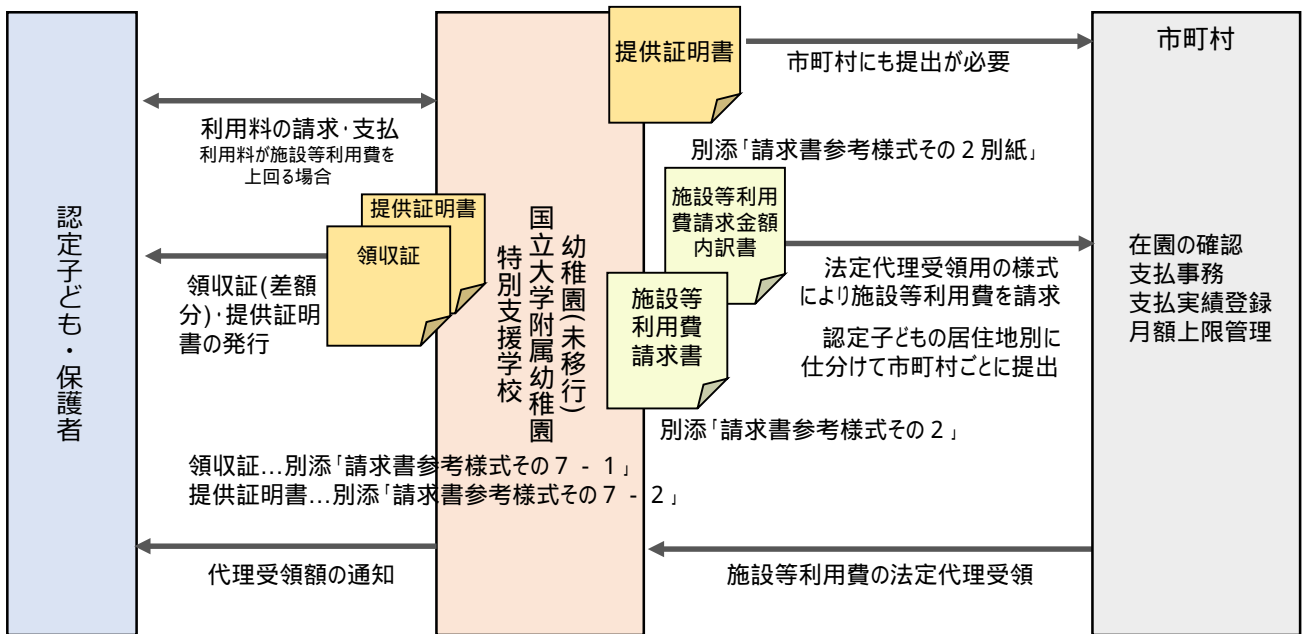 認定子ども・保護者
利用料の請求・支払
利用料が施設等利用費を
上回る場合
提供証明書
領収証
領収証(差額
分)・提供証明
書の発行
幼稚園(未移行)
国立大学附属幼稚園
特別支援学校
領収証…別添「請求書参考様式その7-1」
提供証明書…別添「請求書参考様式その7-2」
代理受領額の通知
提供証明書
市町村にも提出が必要
別添「請求書参考様式その2別紙」
施設等利用
費請求金額
内訳書
施設等
利用費
請求書
法定代理受領用の様式
により施設等利用費を請求
認定子どもの居住地別に
仕分けて市町村ごとに提出
別添「請求書参考様式その2」
施設等利用費の法定代理受領
市町村
在園の確認
支払事務
支払実績登録
月額上限管理